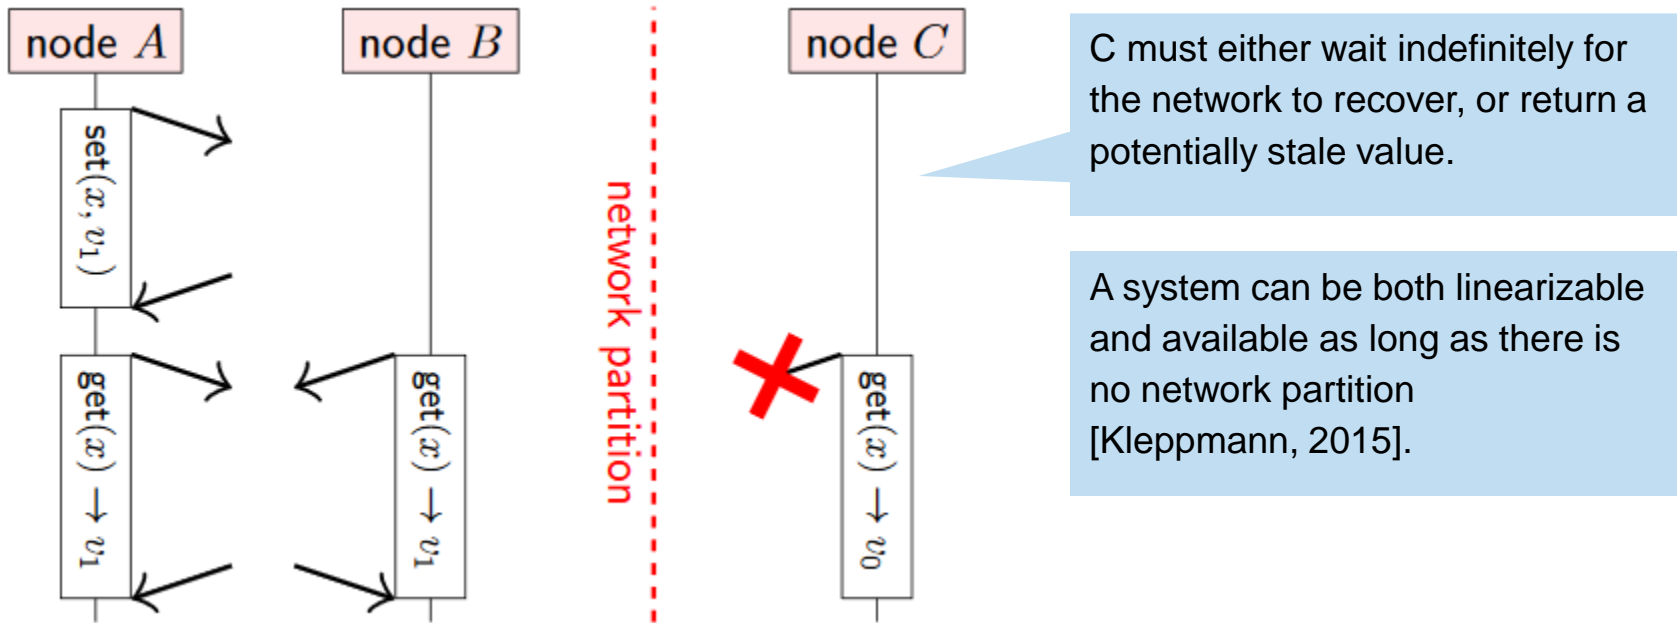 node A
node B
node C
set(x, v₁)
get(x) → v₁
get(x) → v₁
network partition
get(x) → v₀
C must either wait indefinitely for
the network to recover, or return a
potentially stale value.
A system can be both linearizable
and available as long as there is
no network partition
[Kleppmann, 2015].